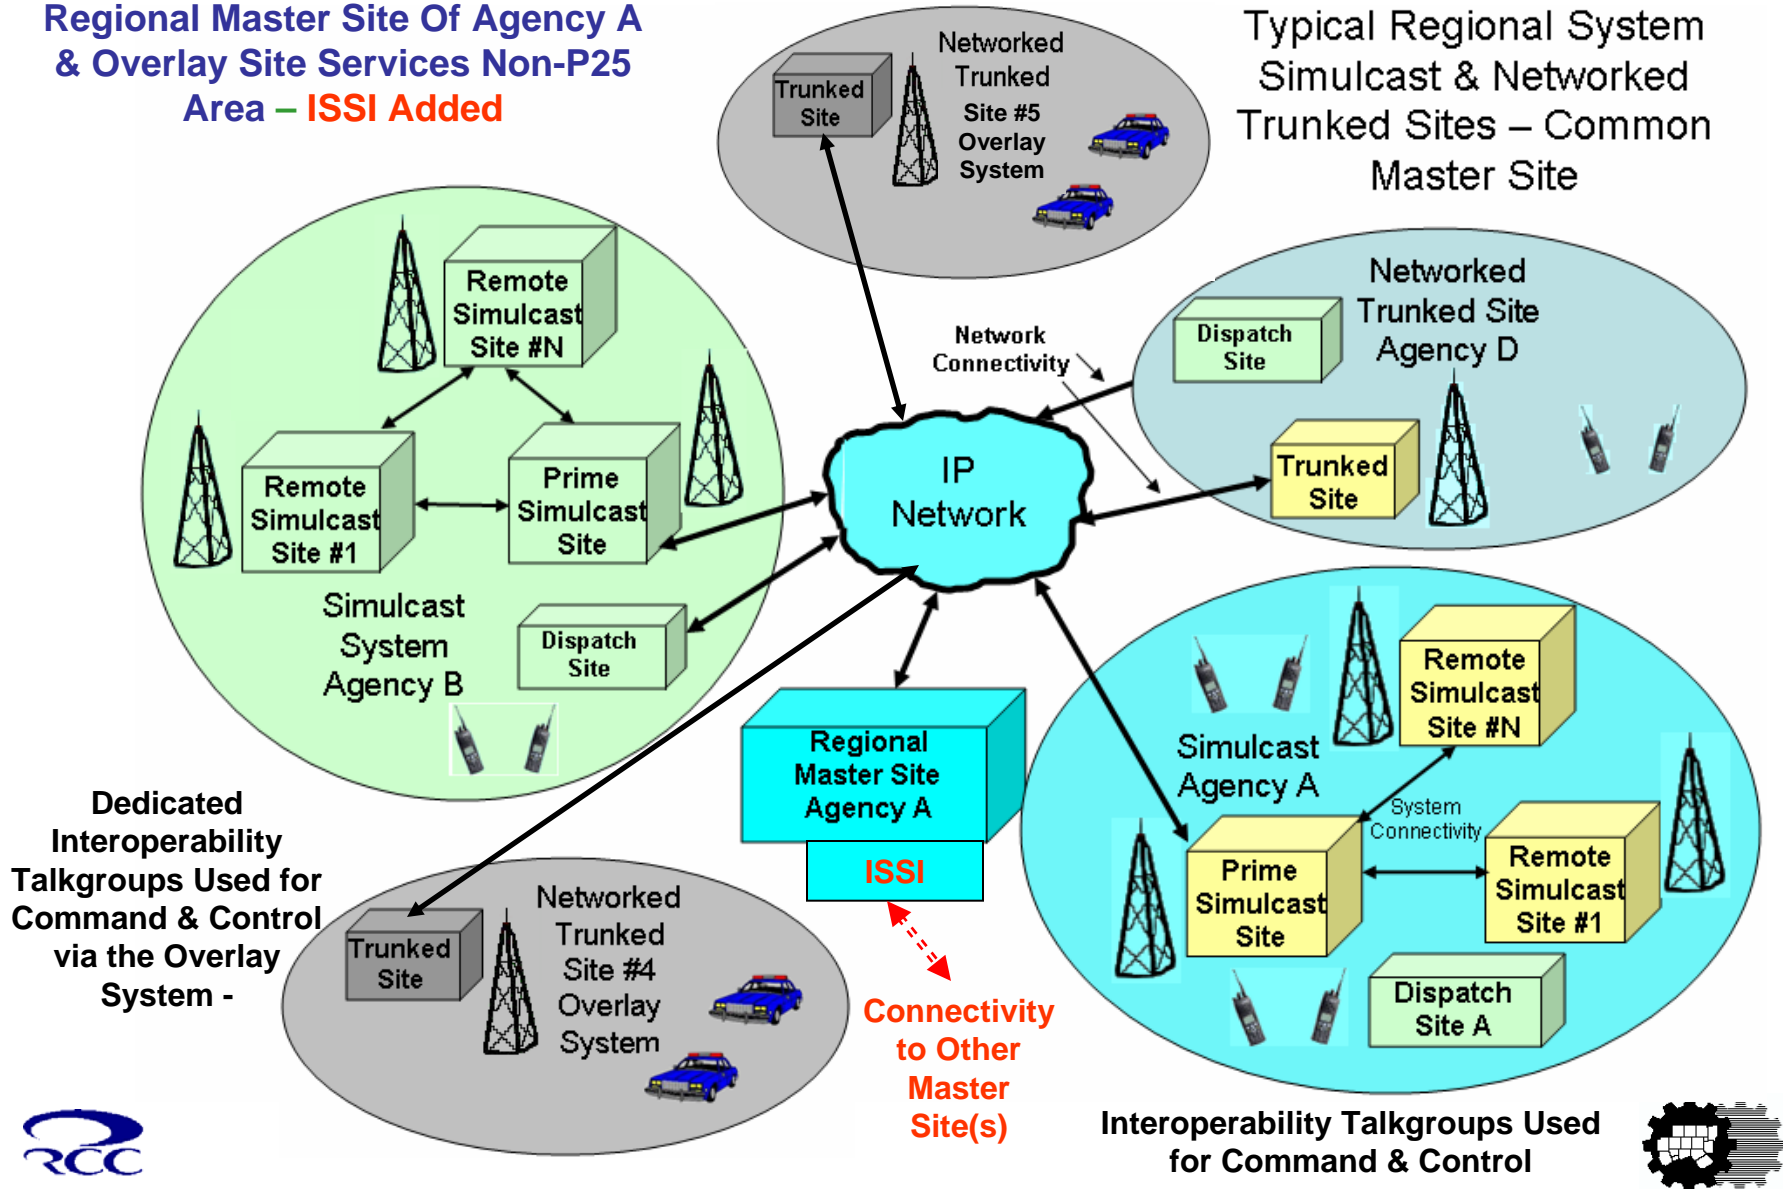 Regional Master Site Of Agency A
& Overlay Site Services Non-P25
Area – ISSI Added
Typical Regional System
Simulcast & Networked
Trunked Sites – Common
Master Site
Networked
Trunked
Site #5
Overlay
System
Trunked
Site
Remote
Simulcast
Site #N
Remote
Simulcast
Site #1
Prime
Simulcast
Site
Simulcast
System
Agency B
Dispatch
Site
Network
Connectivity
Networked
Trunked Site
Agency D
Dispatch
Site
Trunked
Site
IP
Network
Regional
Master Site
Agency A
ISSI
Connectivity
to Other
Master
Site(s)
Simulcast
Agency A
Remote
Simulcast
Site #N
System
Connectivity
Prime
Simulcast
Site
Remote
Simulcast
Site #1
Dispatch
Site A
Dedicated
Interoperability
Talkgroups Used for
Command & Control
via the Overlay
System -
Trunked
Site
Networked
Trunked
Site #4
Overlay
System
Interoperability Talkgroups Used
for Command & Control
RCC